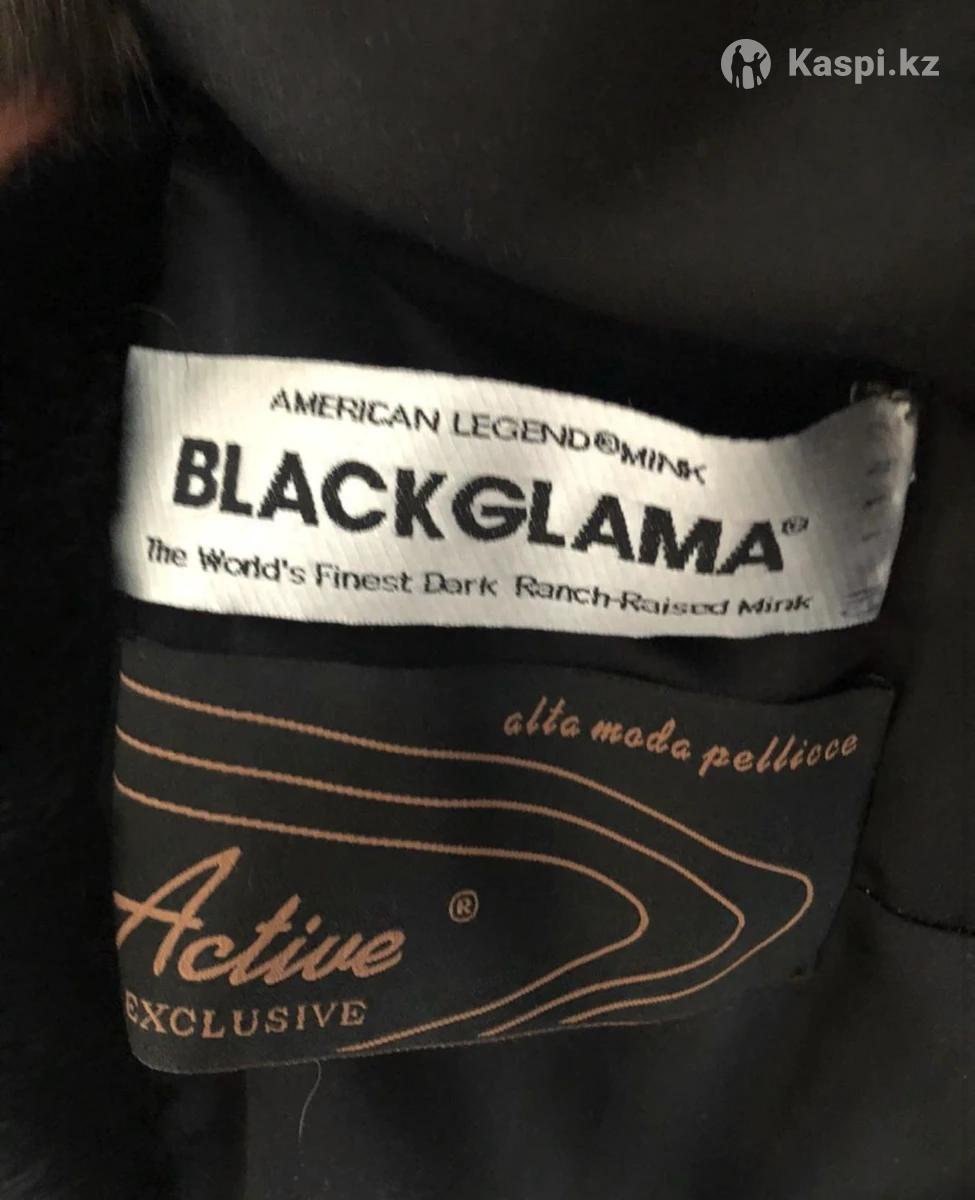 Kaspi.kz
AMERICAN LEGEND®MINK
BLACKGLAMA®
The World's Finest Dark Ranch-Raised Mink
alta moda pellicce
Active ®
EXCLUSIVE